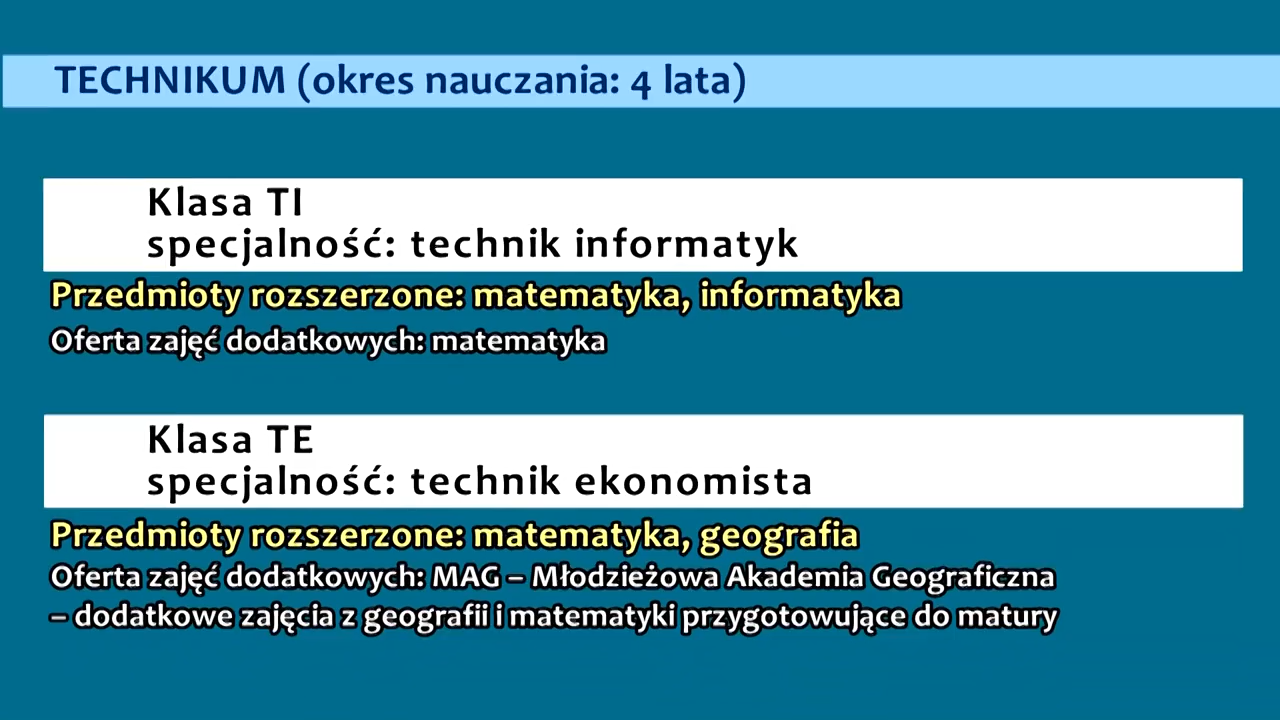 TECHNIKUM (okres nauczania: 4 lata)
Klasa TI
specjalność: technik informatyk
Przedmioty rozszerzone: matematyka, informatyka
Oferta zajęć dodatkowych: matematyka
Klasa TE
specjalność: technik ekonomista
Przedmioty rozszerzone: matematyka, geografia
Oferta zajęć dodatkowych: MAG – Młodzieżowa Akademia Geograficzna
– dodatkowe zajęcia z geografii i matematyki przygotowujące do matury